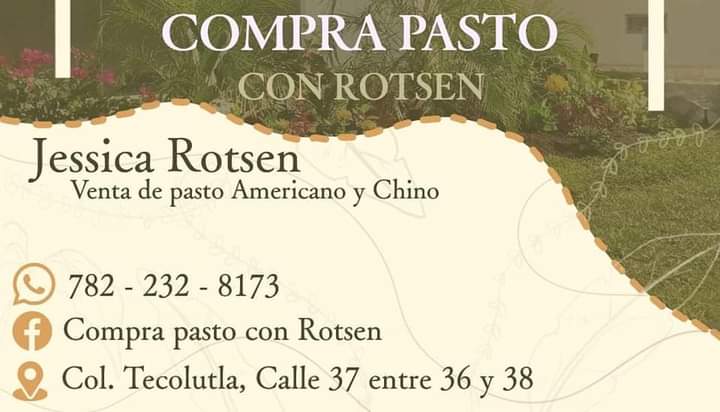 COMPRA PASTO
CON ROTSEN
Jessica Rotsen
Venta de pasto Americano y Chino
782 - 232 - 8173
Compra pasto con Rotsen
Col. Tecolutla, Calle 37 entre 36 y 38